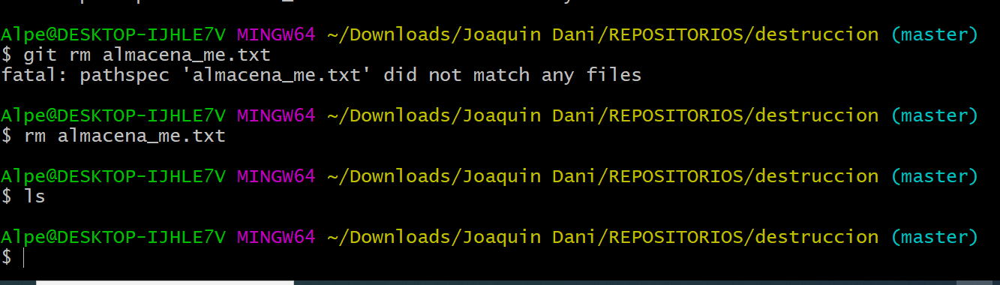 Alpe@DESKTOP-IJHLE7V MINGW64 ~/Downloads/Joaquin Dani/REPOSITORIOS/destruccion (master)
$ git rm almacena_me.txt
fatal: pathspec 'almacena_me.txt' did not match any files
Alpe@DESKTOP-IJHLE7V MINGW64 ~/Downloads/Joaquin Dani/REPOSITORIOS/destruccion (master)
$ rm almacena_me.txt
Alpe@DESKTOP-IJHLE7V MINGW64 ~/Downloads/Joaquin Dani/REPOSITORIOS/destruccion (master)
$ ls
Alpe@DESKTOP-IJHLE7V MINGW64 ~/Downloads/Joaquin Dani/REPOSITORIOS/destruccion (master)
$